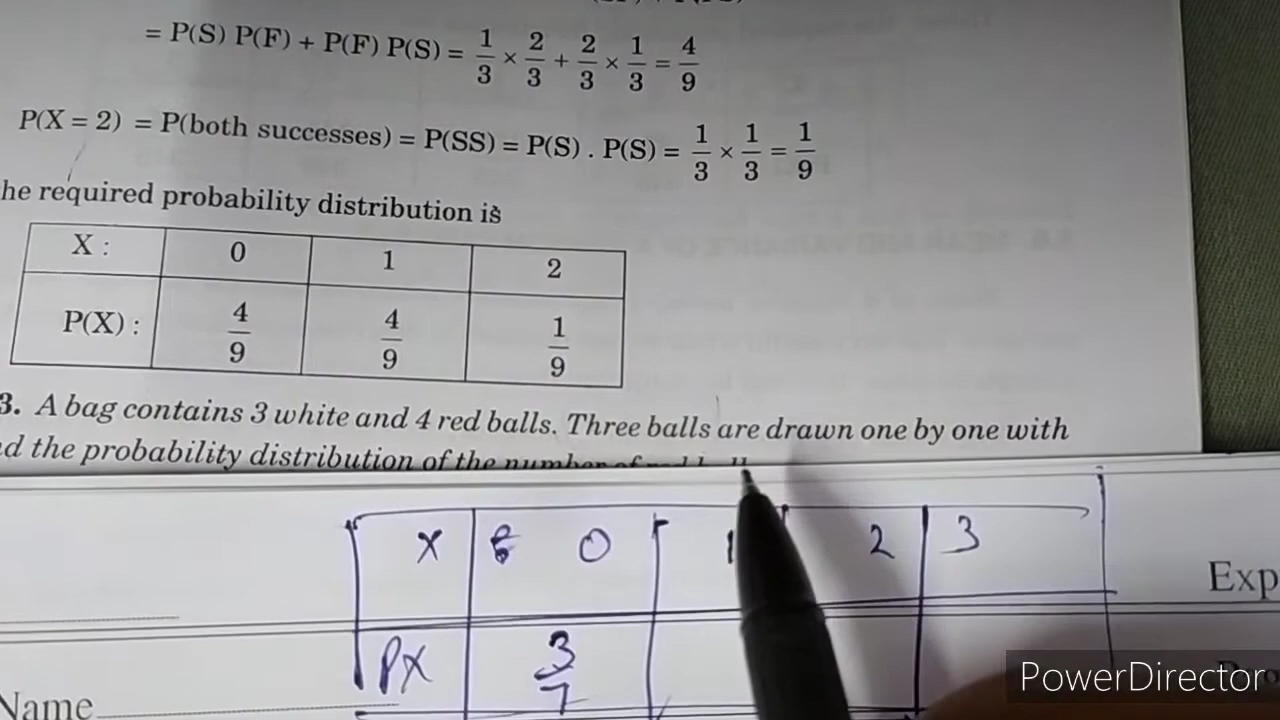 = P(S) P(F) + P(F) P(S) = 1/3 × 2/3 + 2/3 × 1/3 = 4/9
P(X = 2) = P(both successes) = P(SS) = P(S) . P(S) = 1/3 × 1/3 = 1/9
he required probability distribution is
X : 0 1 2
P(X) : 4/9 4/9 1/9
3. A bag contains 3 white and 4 red balls. Three balls are drawn one by one with
d the probability distribution of the number of
X 0 1 2 3
PX 3/7
Exp
Name
PowerDirector